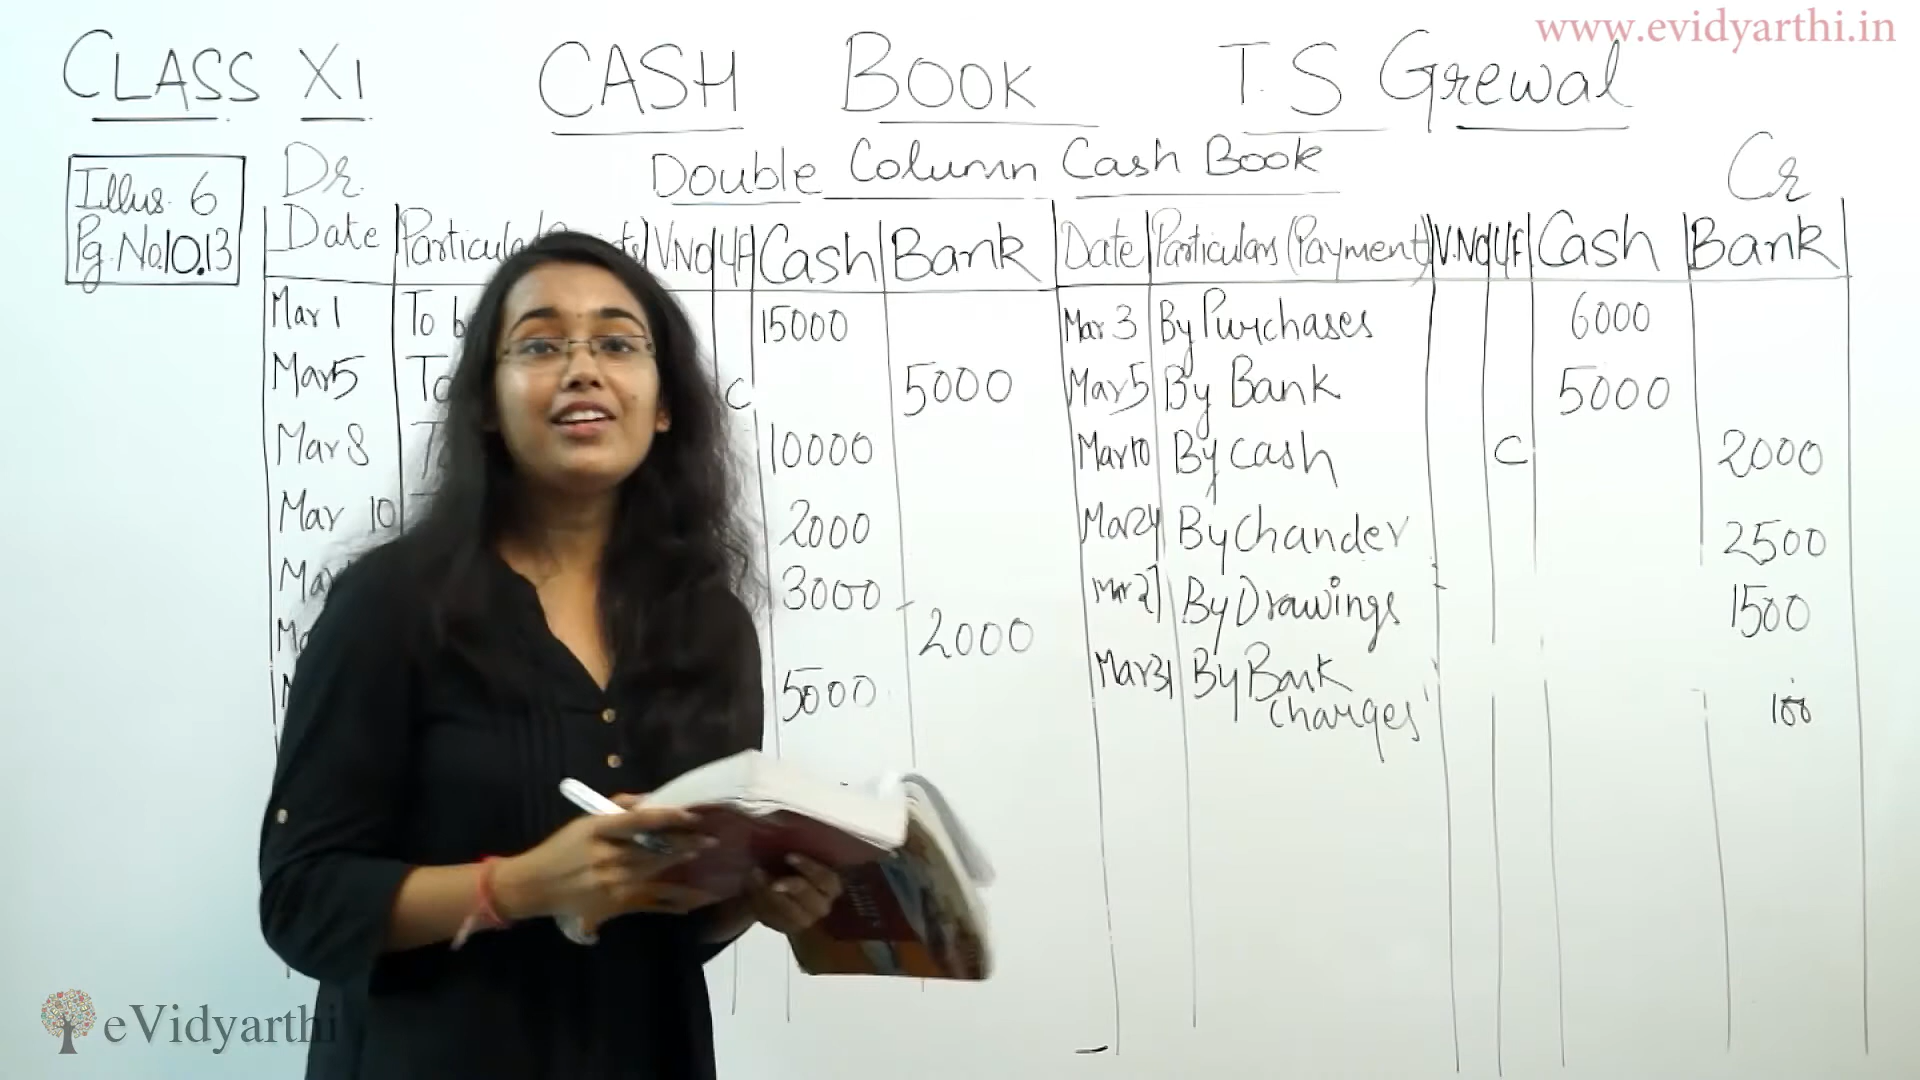 www.evidyarthi.in
CLASS XI CASH BOOK T.S Grewal
Double Column Cash Book
Illus. 6
Pg. No.10.13
Dr. Cr
Date V.No L/F Cash Bank Date Particulars (Payment) V.No L/F Cash Bank
Mar 1 To 15000 Mar 3 By Purchases 6000
Mar 5 To C 5000 Mar 5 By Bank 5000
Mar 8 10000 Mar 10 By Cash C 2000
Mar 10 2000 Mar 24 By Chander 2500
3000 Mar 27 By Drawings 1500
2000
5000 Mar 31 By Bank charges 100
eVidyarthi